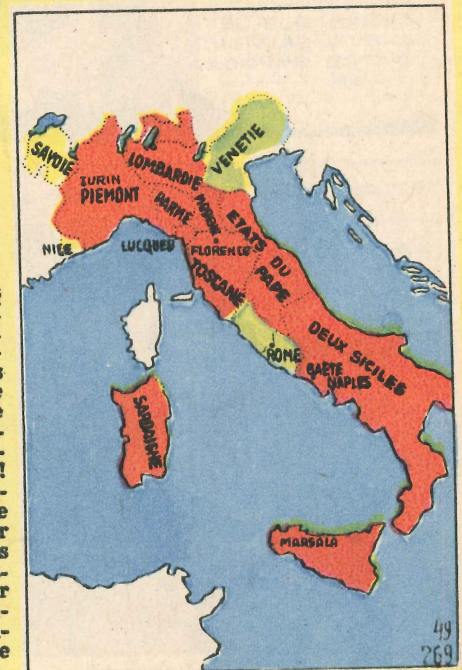 SAVOIE
LOMBARDIE
VENETIE
TURIN
PIEMONT
PARME
MODENE
ETATS DU
PAPE
NICE
LUCQUES
FLORENCE
TOSCANE
ROME
DEUX SICILES
GAETE
NAPLES
SARDAIGNE
MARSALA
49
269
e
r
s
r
e